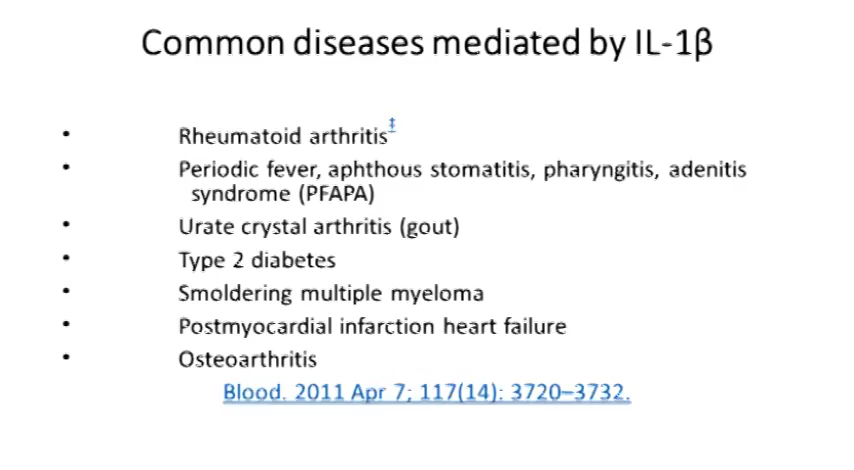 Common diseases mediated by IL-1β
• Rheumatoid arthritis‡
• Periodic fever, aphthous stomatitis, pharyngitis, adenitis
syndrome (PFAPA)
• Urate crystal arthritis (gout)
• Type 2 diabetes
• Smoldering multiple myeloma
• Postmyocardial infarction heart failure
• Osteoarthritis
Blood. 2011 Apr 7; 117(14): 3720–3732.